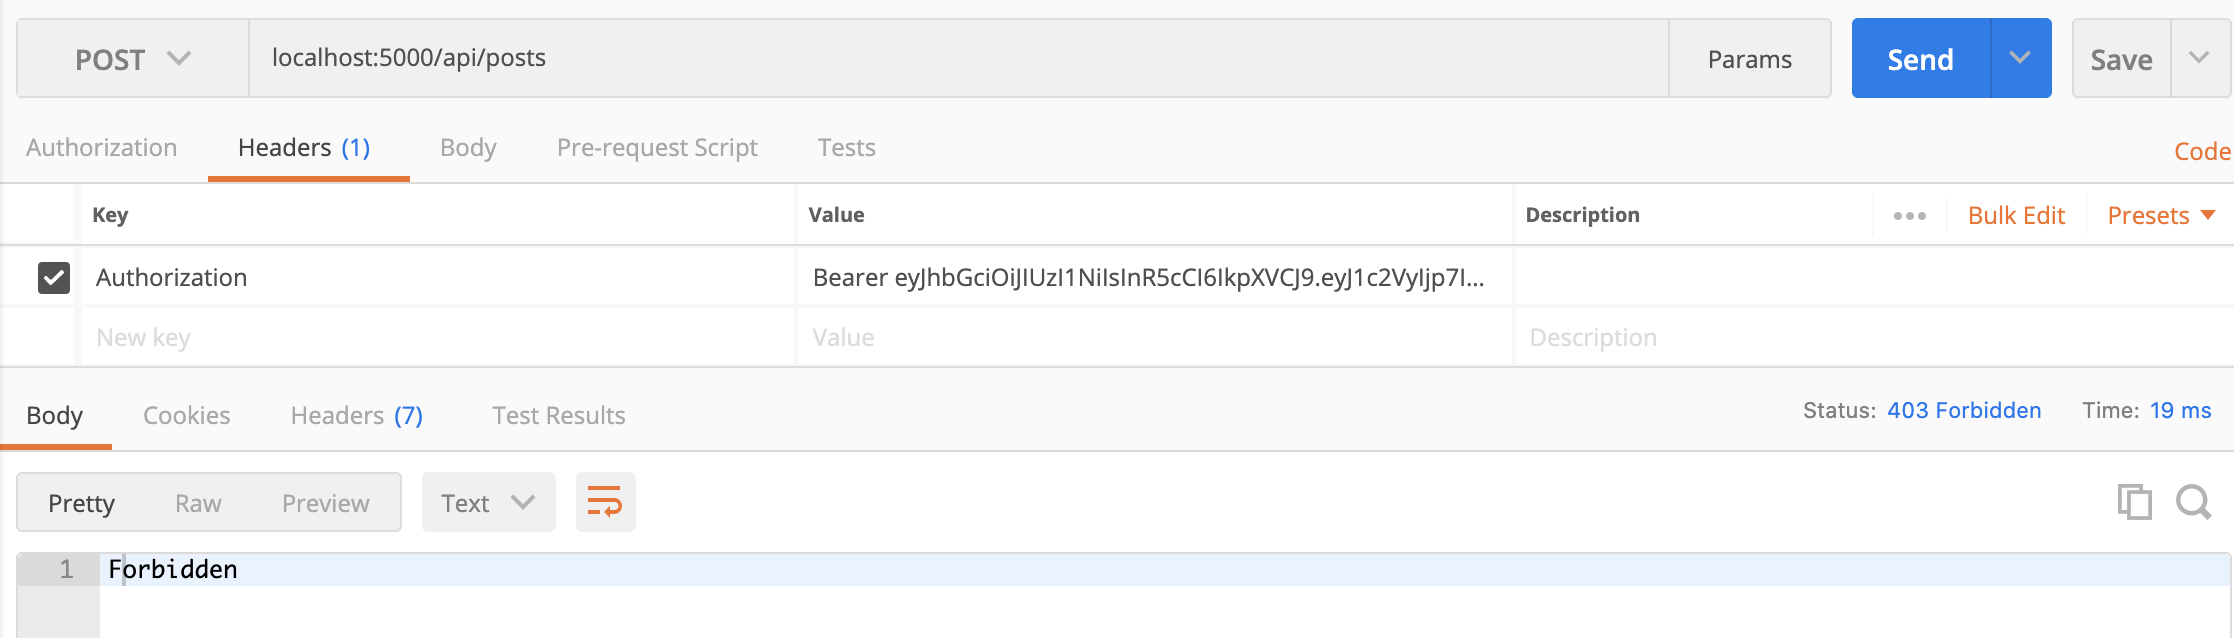 POST localhost:5000/api/posts Params Send Save
Authorization Headers (1) Body Pre-request Script Tests Code
Key Value Description Bulk Edit Presets
Authorization Bearer eyJhbGciOiJIUzI1NiIsInR5cCI6IkpXVCJ9.eyJ1c2VyIjp7I...
New key Value Description
Body Cookies Headers (7) Test Results Status: 403 Forbidden Time: 19 ms
Pretty Raw Preview Text
1 Forbidden